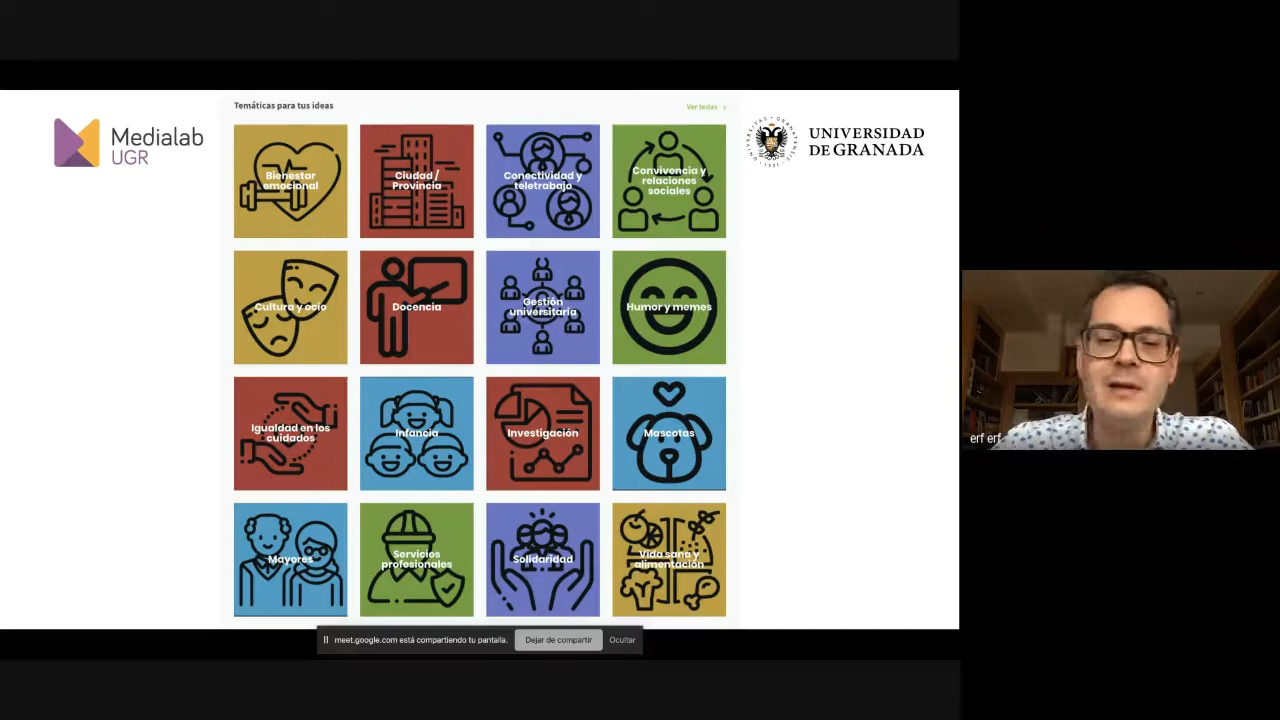 Temáticas para tus ideas
Ver todas >
Medialab
UGR
UNIVERSIDAD
DE GRANADA
Bienestar
emocional
Ciudad /
Provincia
Conectividad y
teletrabajo
Convivencia y
relaciones
sociales
Cultura y ocio
Docencia
Gestión
universitaria
Humor y memes
Igualdad en los
cuidados
Infancia
Investigación
Mascotas
Mayores
Servicios
profesionales
Solidaridad
Vida sana y
alimentación
erf erf
meet.google.com está compartiendo tu pantalla.
Dejar de compartir
Ocultar